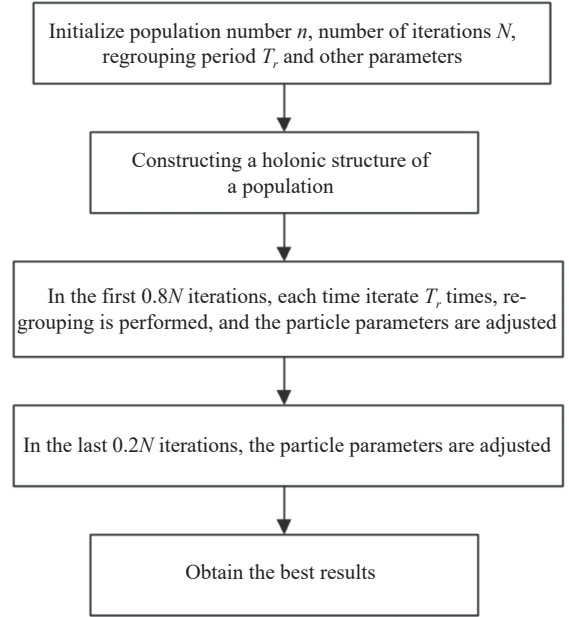 Initialize population number n, number of iterations N,
regrouping period Tr and other parameters
Constructing a holonic structure of
a population
In the first 0.8N iterations, each time iterate Tr times, re-
grouping is performed, and the particle parameters are adjusted
In the last 0.2N iterations, the particle parameters are adjusted
Obtain the best results